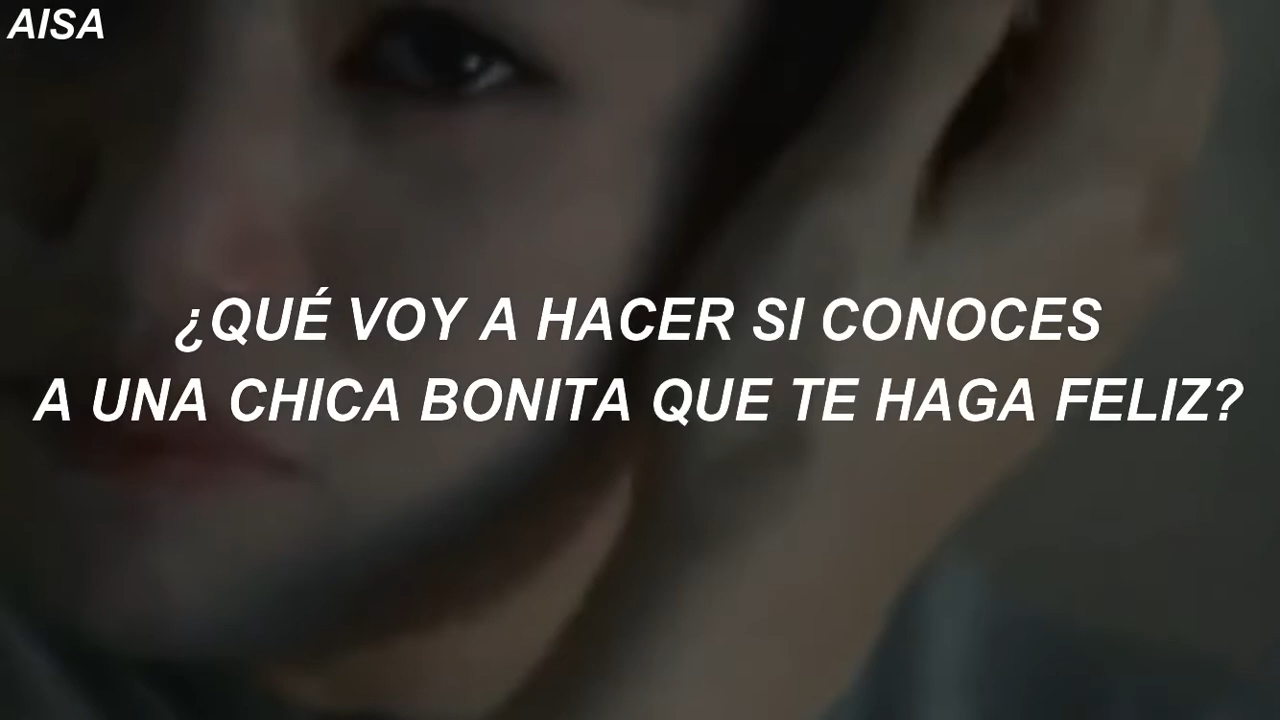 AISA
¿QUÉ VOY A HACER SI CONOCES
A UNA CHICA BONITA QUE TE HAGA FELIZ?